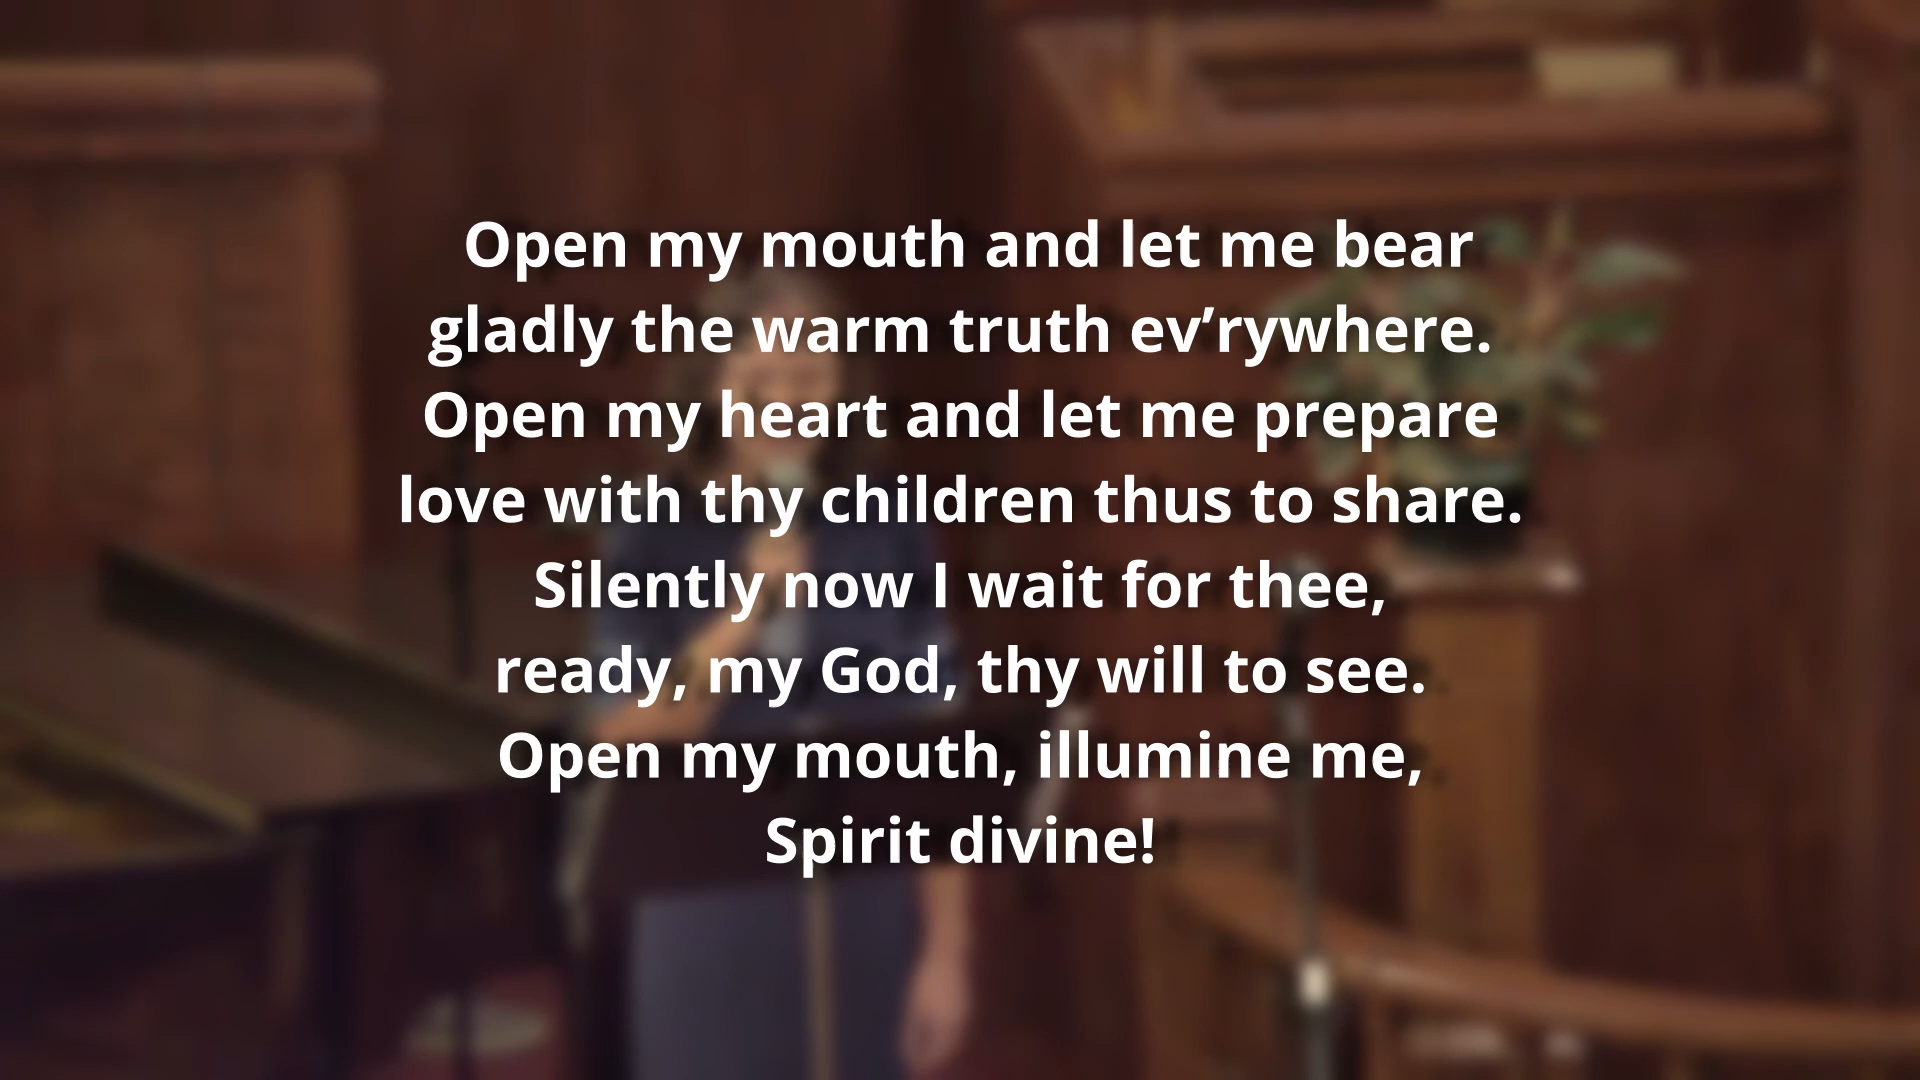 Open my mouth and let me bear
gladly the warm truth ev’rywhere.
Open my heart and let me prepare
love with thy children thus to share.
Silently now I wait for thee,
ready, my God, thy will to see.
Open my mouth, illumine me,
Spirit divine!